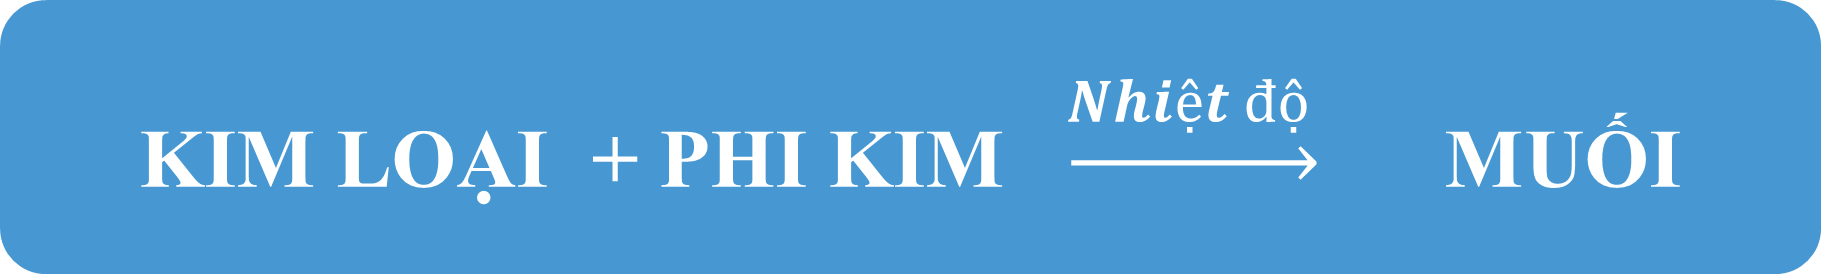 Nhiệt độ
KIM LOẠI + PHI KIM ⟶ MUỐI